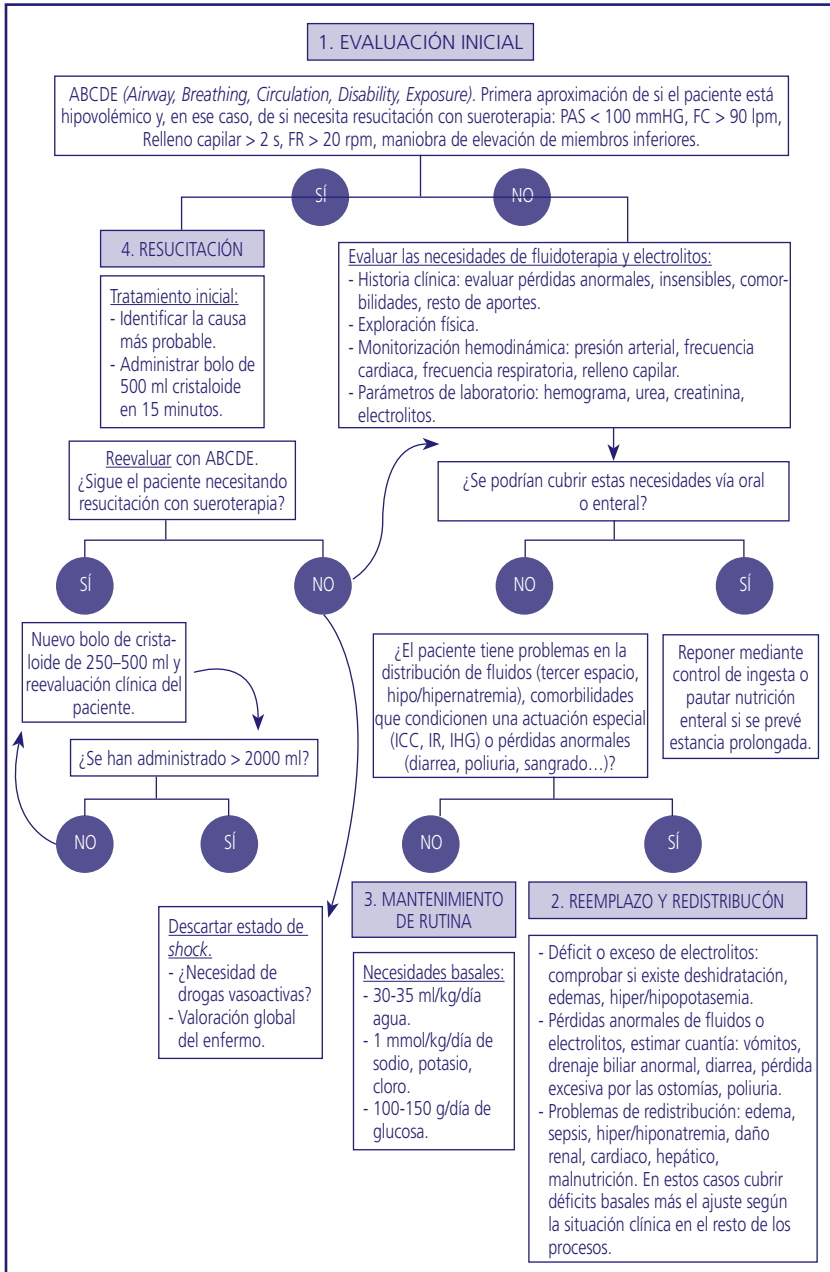 1. EVALUACIÓN INICIAL
ABCDE (Airway, Breathing, Circulation, Disability, Exposure). Primera aproximación de si el paciente está
hipovolémico y, en ese caso, de si necesita resucitación con sueroterapia: PAS < 100 mmHG, FC > 90 lpm,
Relleno capilar > 2 s, FR > 20 rpm, maniobra de elevación de miembros inferiores.
SÍ
NO
4. RESUCITACIÓN
Tratamiento inicial:
- Identificar la causa
más probable.
- Administrar bolo de
500 ml cristaloide
en 15 minutos.
Evaluar las necesidades de fluidoterapia y electrolitos:
- Historia clínica: evaluar pérdidas anormales, insensibles, comor-
bilidades, resto de aportes.
- Exploración física.
- Monitorización hemodinámica: presión arterial, frecuencia
cardiaca, frecuencia respiratoria, relleno capilar.
- Parámetros de laboratorio: hemograma, urea, creatinina,
electrolitos.
Reevaluar con ABCDE.
¿Sigue el paciente necesitando
resucitación con sueroterapia?
¿Se podrían cubrir estas necesidades vía oral
o enteral?
SÍ
NO
NO
SÍ
Nuevo bolo de crista-
loide de 250–500 ml y
reevaluación clínica del
paciente.
¿Se han administrado > 2000 ml?
NO
SÍ
¿El paciente tiene problemas en la
distribución de fluidos (tercer espacio,
hipo/hipernatremia), comorbilidades
que condicionen una actuación especial
(ICC, IR, IHG) o pérdidas anormales
(diarrea, poliuria, sangrado…)?
Reponer mediante
control de ingesta o
pautar nutrición
enteral si se prevé
estancia prolongada.
NO
SÍ
Descartar estado de
shock.
- ¿Necesidad de
drogas vasoactivas?
- Valoración global
del enfermo.
3. MANTENIMIENTO
DE RUTINA
Necesidades basales:
- 30-35 ml/kg/día
agua.
- 1 mmol/kg/día de
sodio, potasio,
cloro.
- 100-150 g/día de
glucosa.
2. REEMPLAZO Y REDISTRIBUCÓN
- Déficit o exceso de electrolitos:
comprobar si existe deshidratación,
edemas, hiper/hipopotasemia.
- Pérdidas anormales de fluidos o
electrolitos, estimar cuantía: vómitos,
drenaje biliar anormal, diarrea, pérdida
excesiva por las ostomías, poliuria.
- Problemas de redistribución: edema,
sepsis, hiper/hiponatremia, daño
renal, cardiaco, hepático,
malnutrición. En estos casos cubrir
déficits basales más el ajuste según
la situación clínica en el resto de los
procesos.